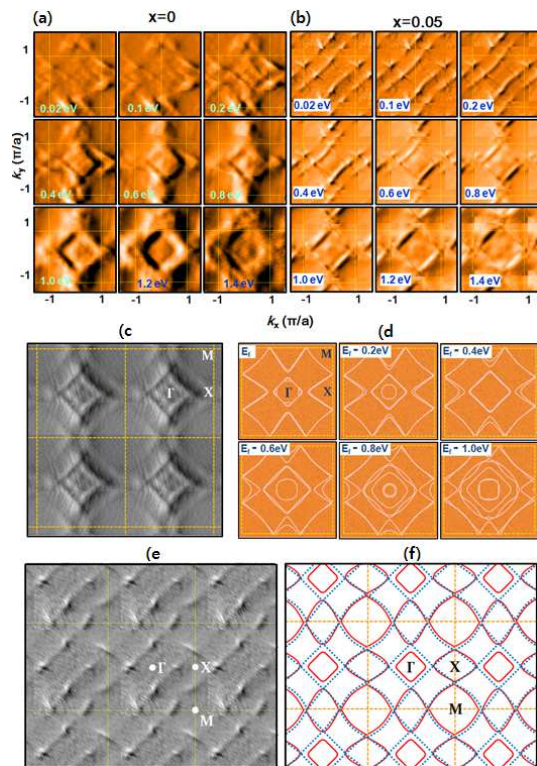 (a) x=0 (b) x=0.05
1
-1
0.02 eV 0.1 eV 0.2 eV 0.02 eV 0.1 eV 0.2 eV
1
-1
0.4 eV 0.6 eV 0.8 eV 0.4 eV 0.6 eV 0.8 eV
1
-1
1.0 eV 1.2 eV 1.4 eV 1.0 eV 1.2 eV 1.4 eV
ky (π/a)
-1 1 -1 1 -1 1 -1 1 -1 1 -1 1
kx (π/a)
(c) (d)
M
Γ X
Ef Ef - 0.2eV Ef - 0.4eV
M
Γ X
Ef - 0.6eV Ef - 0.8eV Ef - 1.0eV
(e) (f)
Γ X
M
Γ X
M